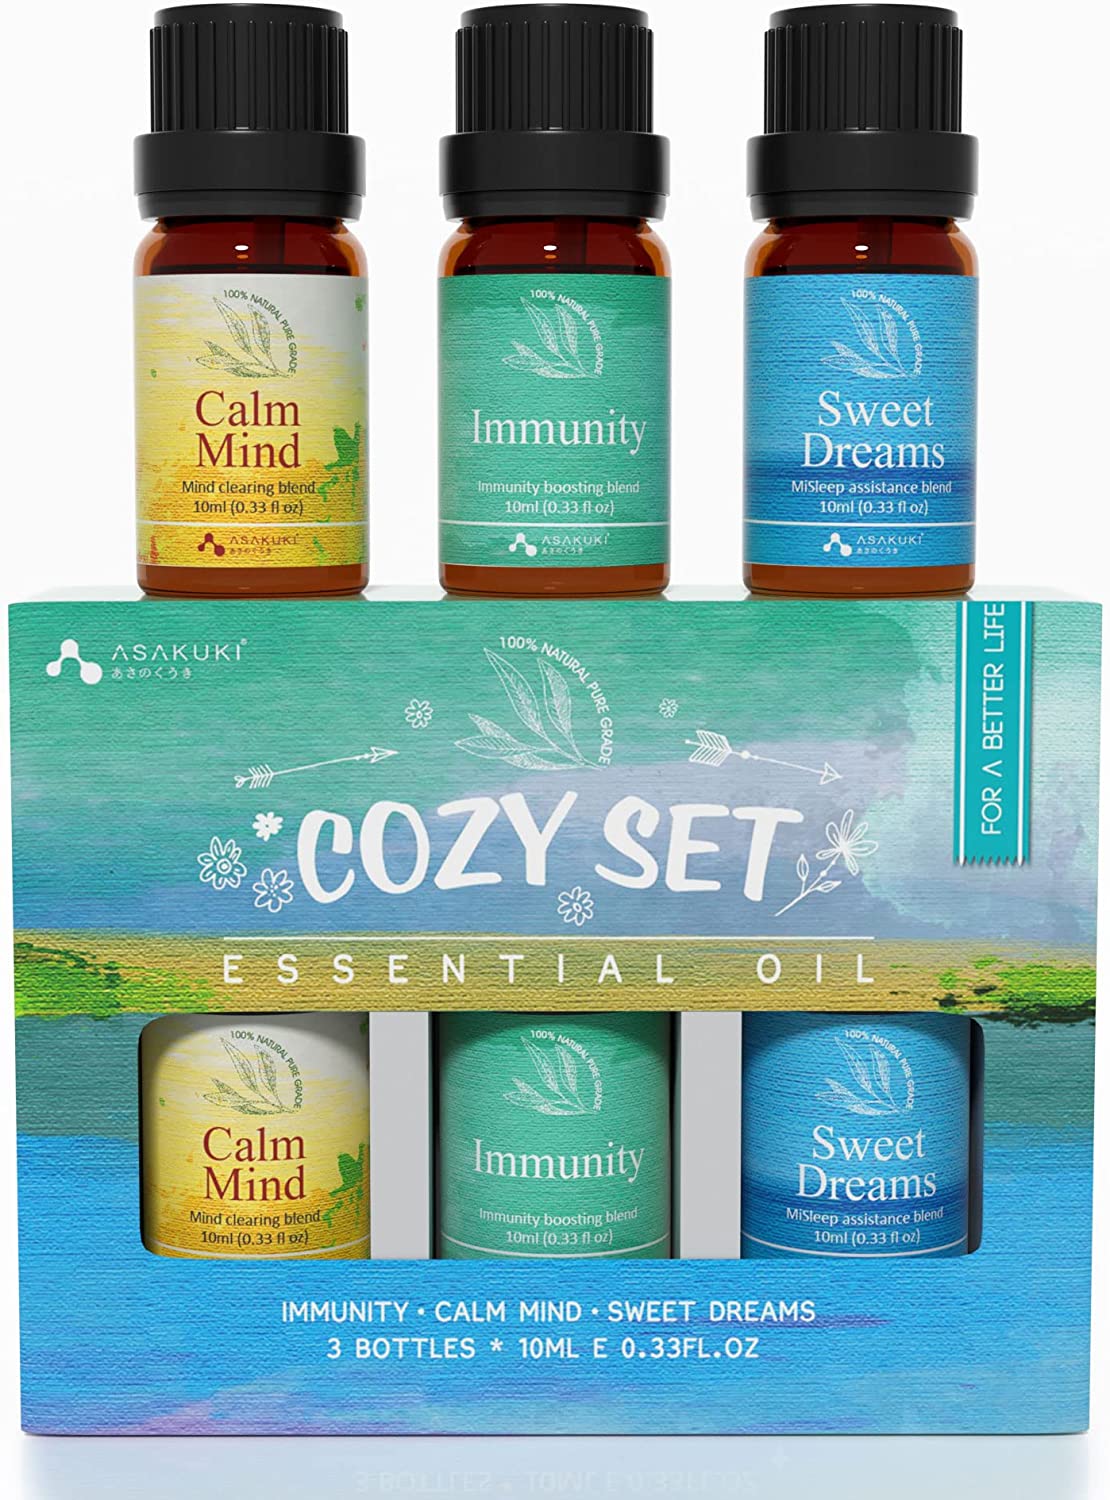 100% NATURAL PURE GRADE
Calm
Mind
Mind clearing blend
10ml (0.33 fl oz)
ASAKUKI
あさのくうき
100% NATURAL PURE GRADE
Immunity
Immunity boosting blend
10ml (0.33 fl oz)
ASAKUKI
あさのくうき
100% NATURAL PURE GRADE
Sweet
Dreams
MiSleep assistance blend
10ml (0.33 fl oz)
ASAKUKI
あさのくうき
ASAKUKI®
あさのくうき
100% NATURAL PURE GRADE
FOR A BETTER LIFE
COZY SET
ESSENTIAL OIL
100% NATURAL PURE GRADE
Calm
Mind
Mind clearing blend
10ml (0.33 fl oz)
100% NATURAL PURE GRADE
Immunity
Immunity boosting blend
10ml (0.33 fl oz)
100% NATURAL PURE GRADE
Sweet
Dreams
MiSleep assistance blend
10ml (0.33 fl oz)
IMMUNITY · CALM MIND · SWEET DREAMS
3 BOTTLES * 10ML E 0.33FL.OZ
3 BOTTLES * 10ML E 0.33FL.OZ